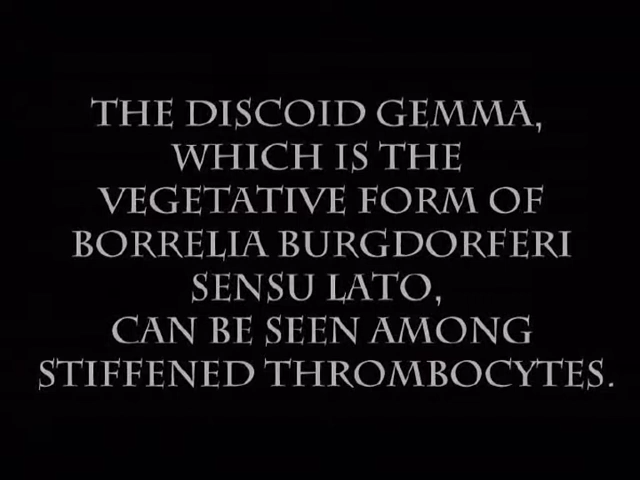 THE DISCOID GEMMA,
WHICH IS THE
VEGETATIVE FORM OF
BORRELIA BURGDORFERI
SENSU LATO,
CAN BE SEEN AMONG
STIFFENED THROMBOCYTES.